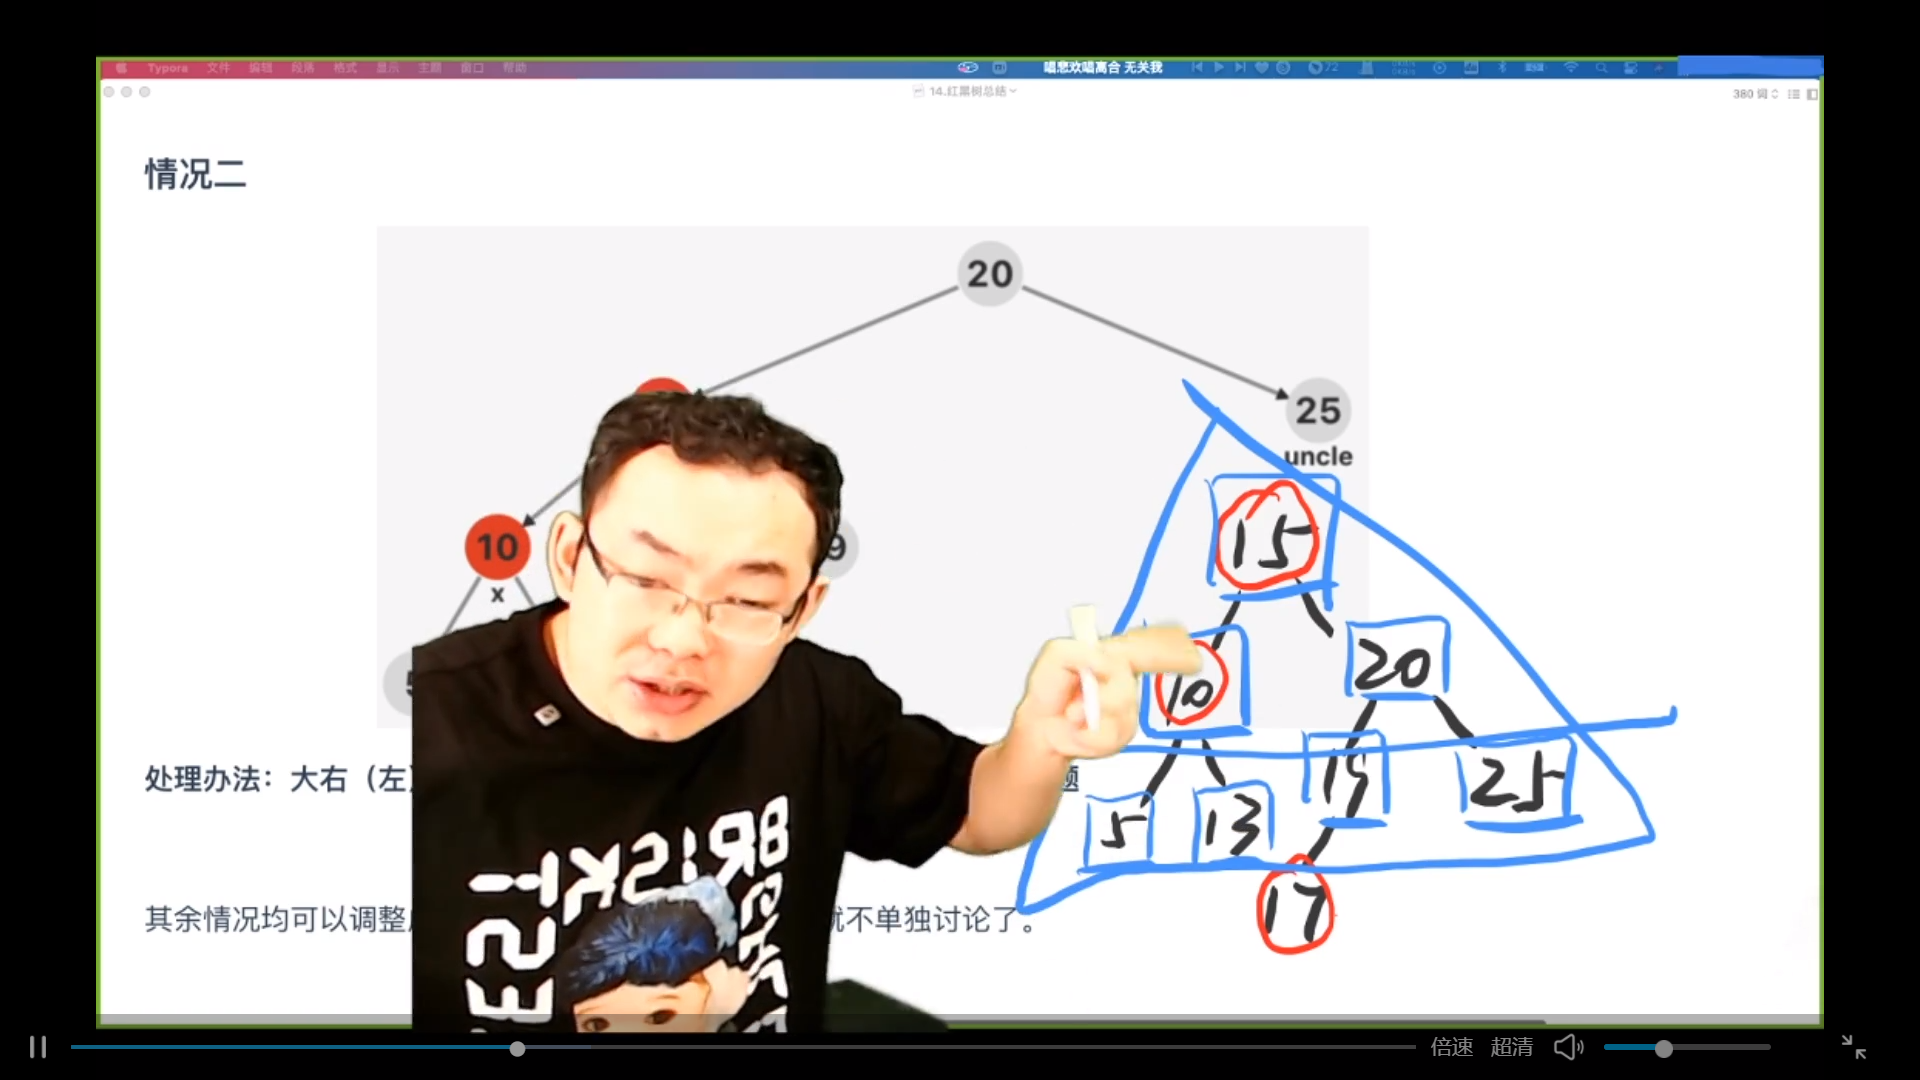 Typora 文件 编辑 段落 格式 显示 主题 窗口 帮助 唱悲欢唱离合 无关我 72
14.红黑树总结
380 词
情况二
20
25
uncle
10
9
x
5
15
10
20
5
13
19
25
17
处理办法：大右（左）
题
其余情况均可以调整
就不单独讨论了。
倍速 超清